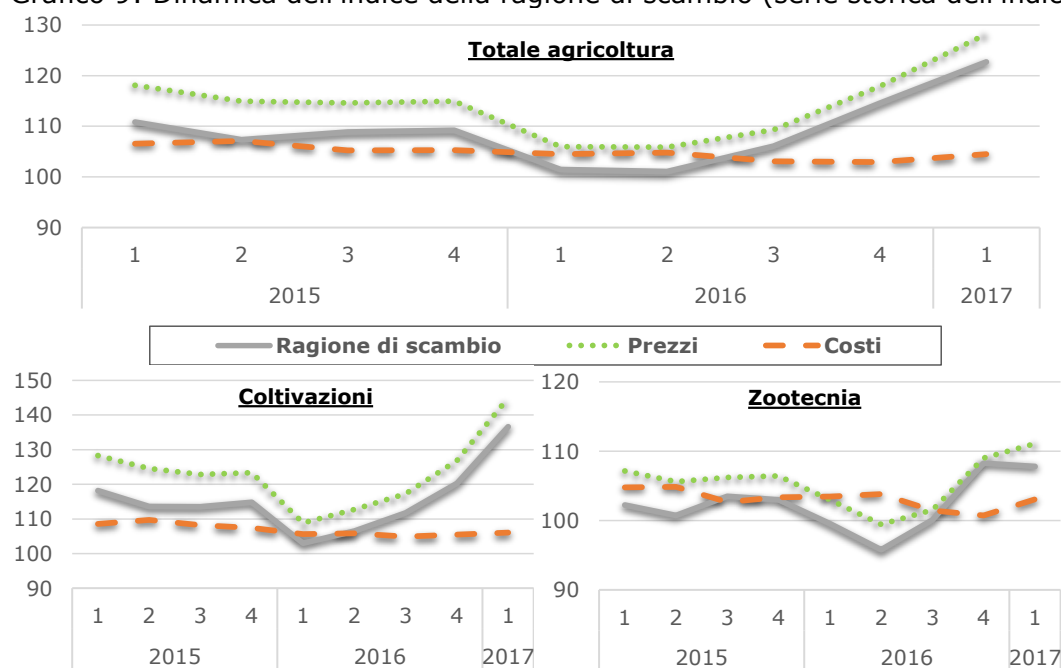 Grafico 9: Dinamica dell'indice della ragione di scambio (serie storica dell'indic
130
Totale agricoltura
120
110
100
90
1 2 3 4 1 2 3 4 1
2015 2016 2017
Ragione di scambio Prezzi Costi
150
Coltivazioni
140
130
120
110
100
90
1 2 3 4 1 2 3 4 1
2015 2016 2017
120
Zootecnia
110
100
90
1 2 3 4 1 2 3 4 1
2015 2016 2017